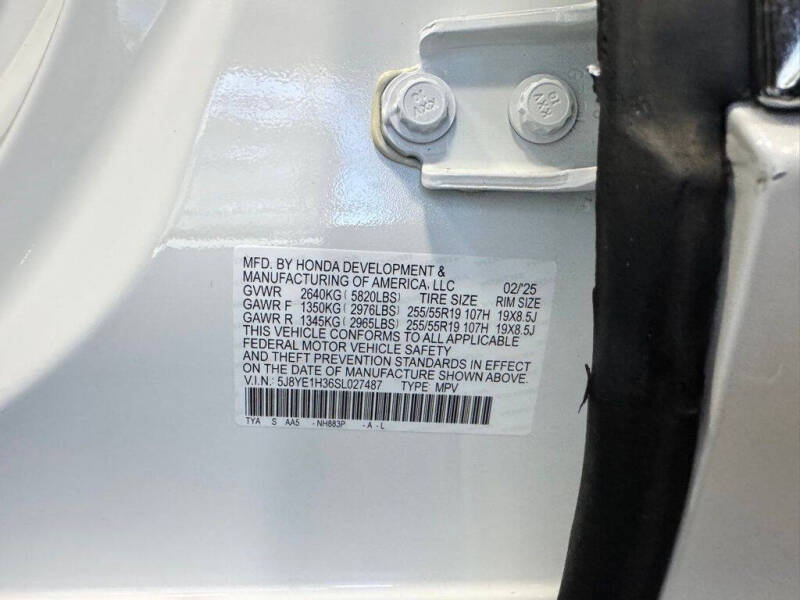 MFD. BY HONDA DEVELOPMENT &
MANUFACTURING OF AMERICA, LLC 02/'25
GVWR 2640KG( 5820LBS) TIRE SIZE RIM SIZE
GAWR F 1350KG( 2976LBS) 255/55R19 107H 19X8.5J
GAWR R 1345KG( 2965LBS) 255/55R19 107H 19X8.5J
THIS VEHICLE CONFORMS TO ALL APPLICABLE
FEDERAL MOTOR VEHICLE SAFETY
AND THEFT PREVENTION STANDARDS IN EFFECT
ON THE DATE OF MANUFACTURE SHOWN ABOVE.
V.I.N.: 5J8YE1H36SL027487 TYPE MPV
TYA S AA5 -NH883P -A -L